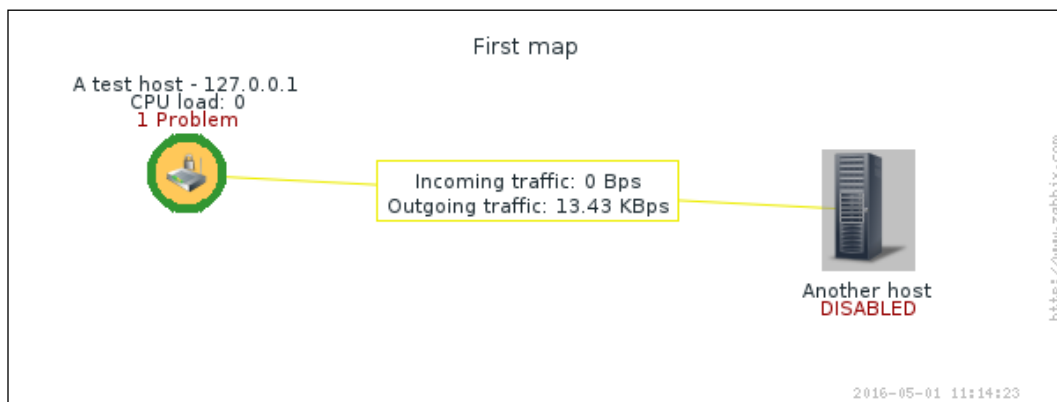 First map
A test host - 127.0.0.1
CPU load: 0
1 Problem
Incoming traffic: 0 Bps
Outgoing traffic: 13.43 KBps
Another host
DISABLED
http://www.zabbix.com
2016-05-01 11:14:23